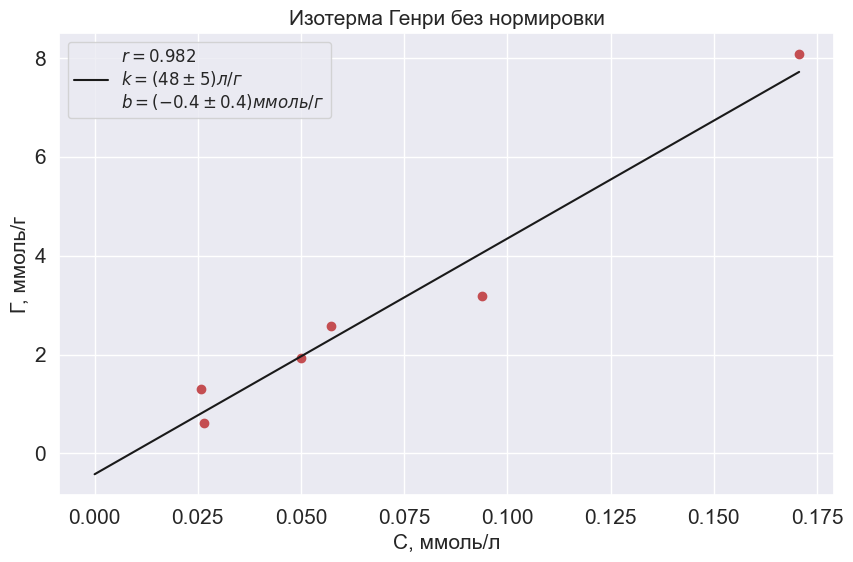 Изотерма Генри без нормировки
r = 0.982
k = (48 ± 5)л/г
b = (−0.4 ± 0.4)ммоль/г
Г, ммоль/г
8
6
4
2
0
0.000 0.025 0.050 0.075 0.100 0.125 0.150 0.175
C, ммоль/л